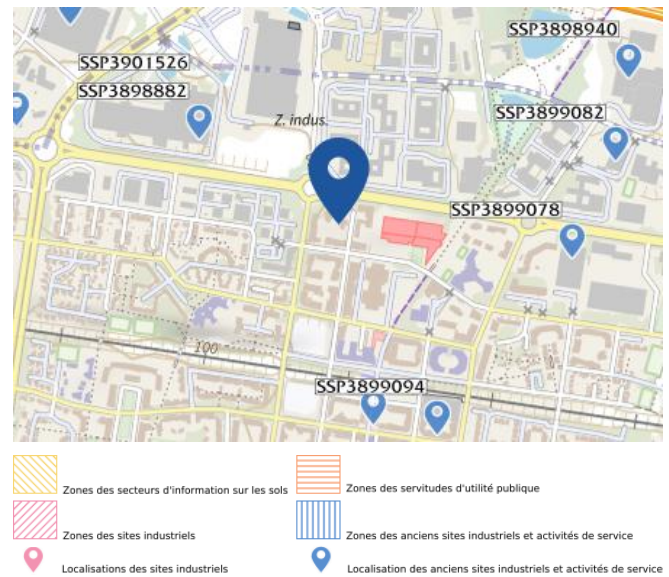 SSP3898940
SSP3901526
SSP3898882
SSP3899082
Z. indus.
SSP3899078
100
SSP3899094
Zones des secteurs d'information sur les sols
Zones des servitudes d'utilité publique
Zones des sites industriels
Zones des anciens sites industriels et activités de service
Localisations des sites industriels
Localisation des anciens sites industriels et activités de service